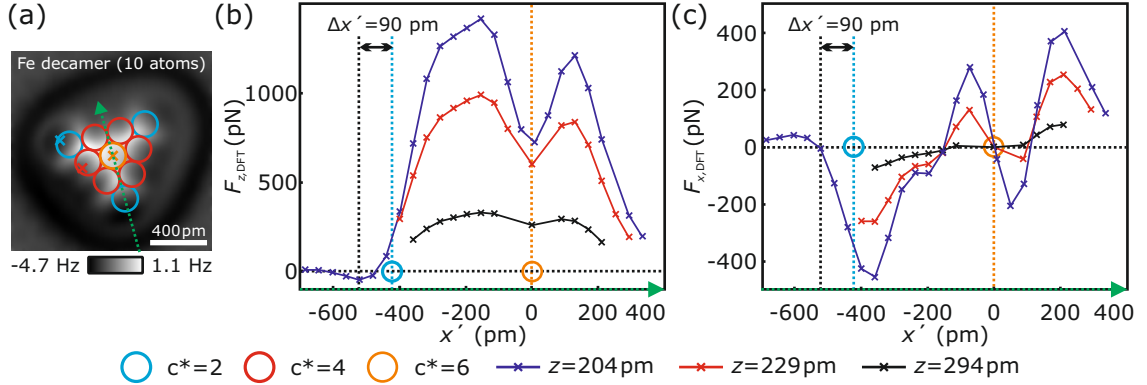 (a)
Fe decamer (10 atoms)
400pm
-4.7 Hz 1.1 Hz
(b)
Δx´=90 pm
F z,DFT (pN)
1000
500
0
-600 -400 -200 0 200 400
x´ (pm)
(c)
Δx´=90 pm
F x,DFT (pN)
400
200
0
-200
-400
-600 -400 -200 0 200 400
x´ (pm)
c*=2 c*=4 c*=6 z=204pm z=229pm z=294pm